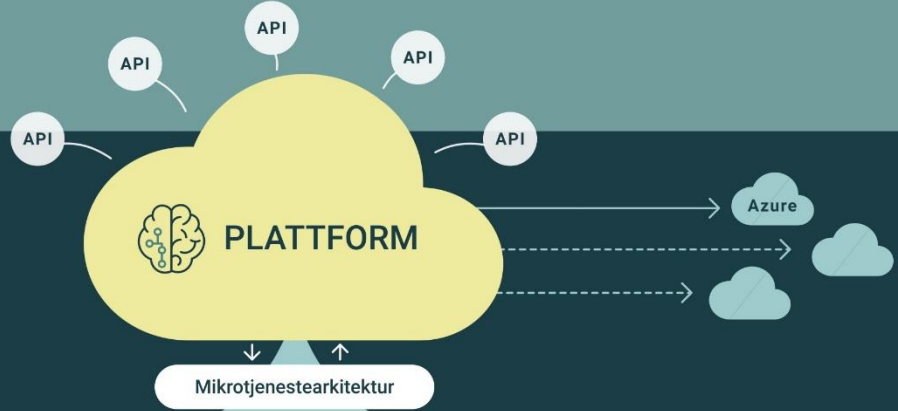 API
API
API
API
API
Azure
PLATTFORM
Mikrotjenestearkitektur